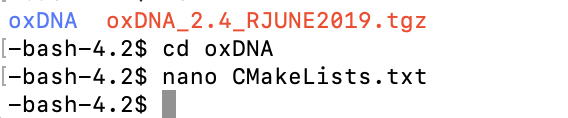 oxDNA oxDNA_2.4_RJUNE2019.tgz
[-bash-4.2$ cd oxDNA
[-bash-4.2$ nano CMakeLists.txt
-bash-4.2$